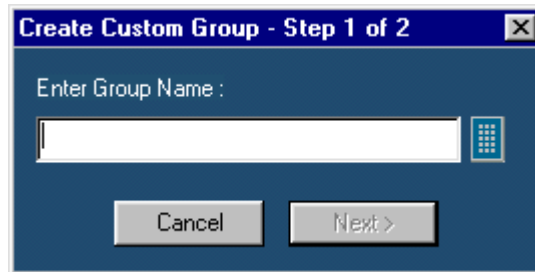 Create Custom Group - Step 1 of 2
Enter Group Name :
Cancel
Next >